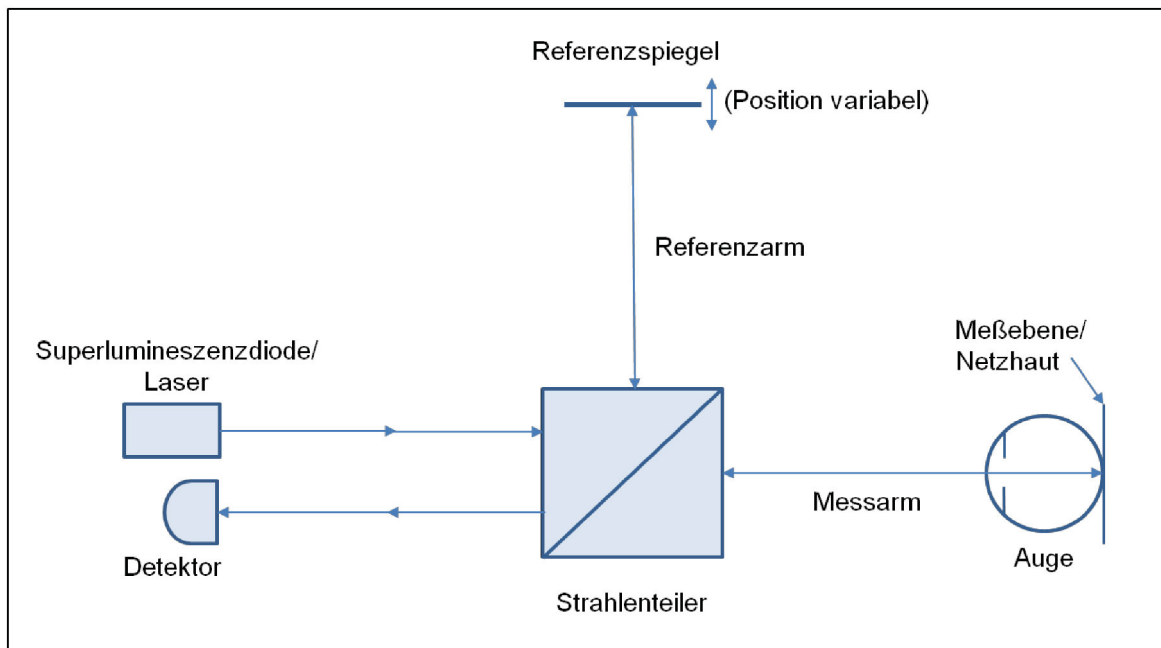 Referenzspiegel
(Position variabel)
Referenzarm
Superlumineszenzdiode/
Laser
Meßebene/
Netzhaut
Messarm
Detektor
Auge
Strahlenteiler